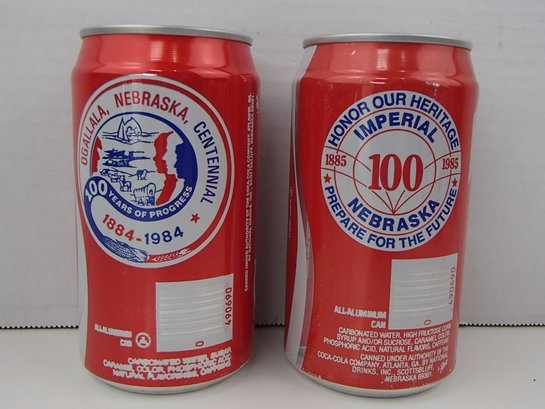 OGALLALA, NEBRASKA, CENTENNIAL
100 YEARS OF PROGRESS
1884-1984
ALL-ALUMINUM
CAN
490690
CARBONATED WATER, SUGAR
HONOR OUR HERITAGE
IMPERIAL
1885 100 1985
NEBRASKA
PREPARE FOR THE FUTURE
ALL-ALUMINUM
CAN
490690
CARBONATED WATER, HIGH FRUCTOSE CORN
SYRUP AND/OR SUCROSE, CARAMEL COLOR,
PHOSPHORIC ACID, NATURAL FLAVORS, CAFFEINE
CANNED UNDER AUTHORITY OF THE
COCA-COLA COMPANY, ATLANTA, GA. BY NATIONAL
DRINKS, INC., SCOTTSBLUFF,
NEBRASKA 69361